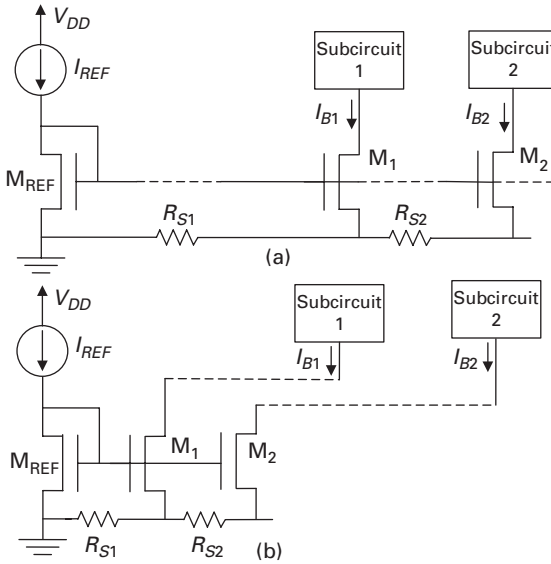 V_DD
I_REF
Subcircuit
1
Subcircuit
2
I_B1
I_B2
M_REF
M_1
M_2
R_S1
R_S2
(a)
V_DD
I_REF
Subcircuit
1
Subcircuit
2
I_B1
I_B2
M_REF
M_1
M_2
R_S1
R_S2
(b)